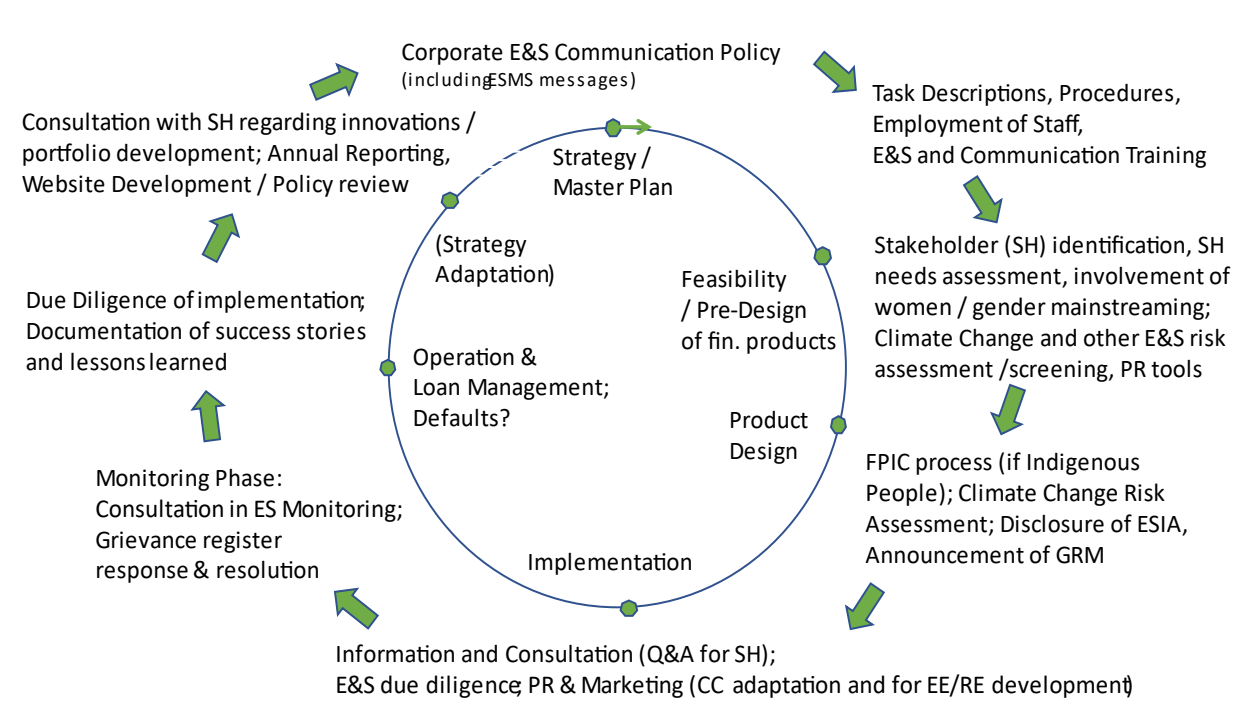 Corporate E&S Communication Policy
(including ESMS messages)
Task Descriptions, Procedures,
Employment of Staff,
E&S and Communication Training
Stakeholder (SH) identification, SH
needs assessment, involvement of
women / gender mainstreaming;
Climate Change and other E&S risk
assessment /screening, PR tools
FPIC process (if Indigenous
People); Climate Change Risk
Assessment; Disclosure of ESIA,
Announcement of GRM
Information and Consultation (Q&A for SH);
E&S due diligence; PR & Marketing (CC adaptation and for EE/RE development)
Monitoring Phase:
Consultation in ES Monitoring;
Grievance register
response & resolution
Due Diligence of implementation;
Documentation of success stories
and lessons learned
Consultation with SH regarding innovations /
portfolio development; Annual Reporting,
Website Development / Policy review
Strategy /
Master Plan
Feasibility
/ Pre-Design
of fin. products
Product
Design
Implementation
Operation &
Loan Management;
Defaults?
(Strategy
Adaptation)